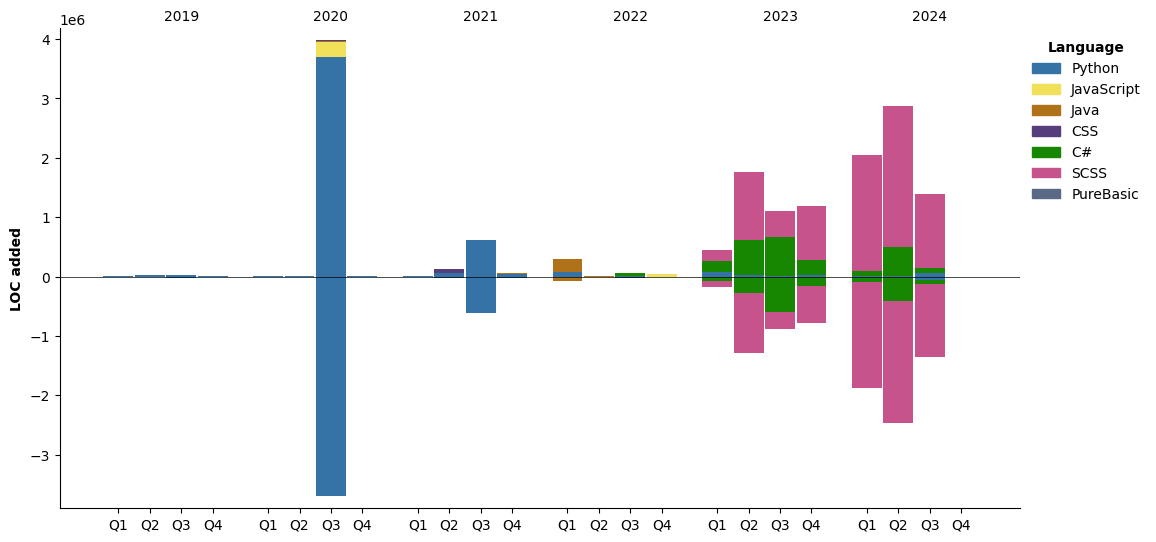 1e6
2019 2020 2021 2022 2023 2024
4
3
2
1
0
−1
−2
−3
LOC added
Q1 Q2 Q3 Q4 Q1 Q2 Q3 Q4 Q1 Q2 Q3 Q4 Q1 Q2 Q3 Q4 Q1 Q2 Q3 Q4 Q1 Q2 Q3 Q4
Language
Python
JavaScript
Java
CSS
C#
SCSS
PureBasic